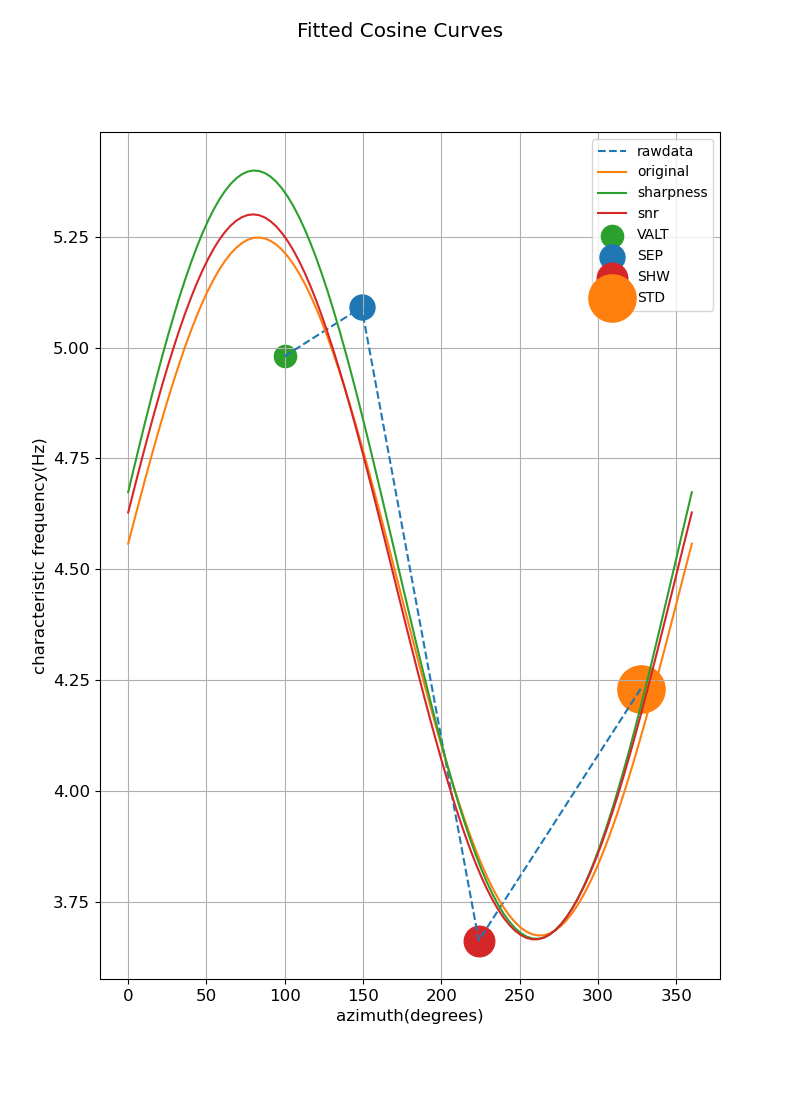 Fitted Cosine Curves
rawdata
original
sharpness
snr
VALT
SEP
SHW
STD
5.25
5.00
4.75
4.50
4.25
4.00
3.75
characteristic frequency(Hz)
0 50 100 150 200 250 300 350
azimuth(degrees)